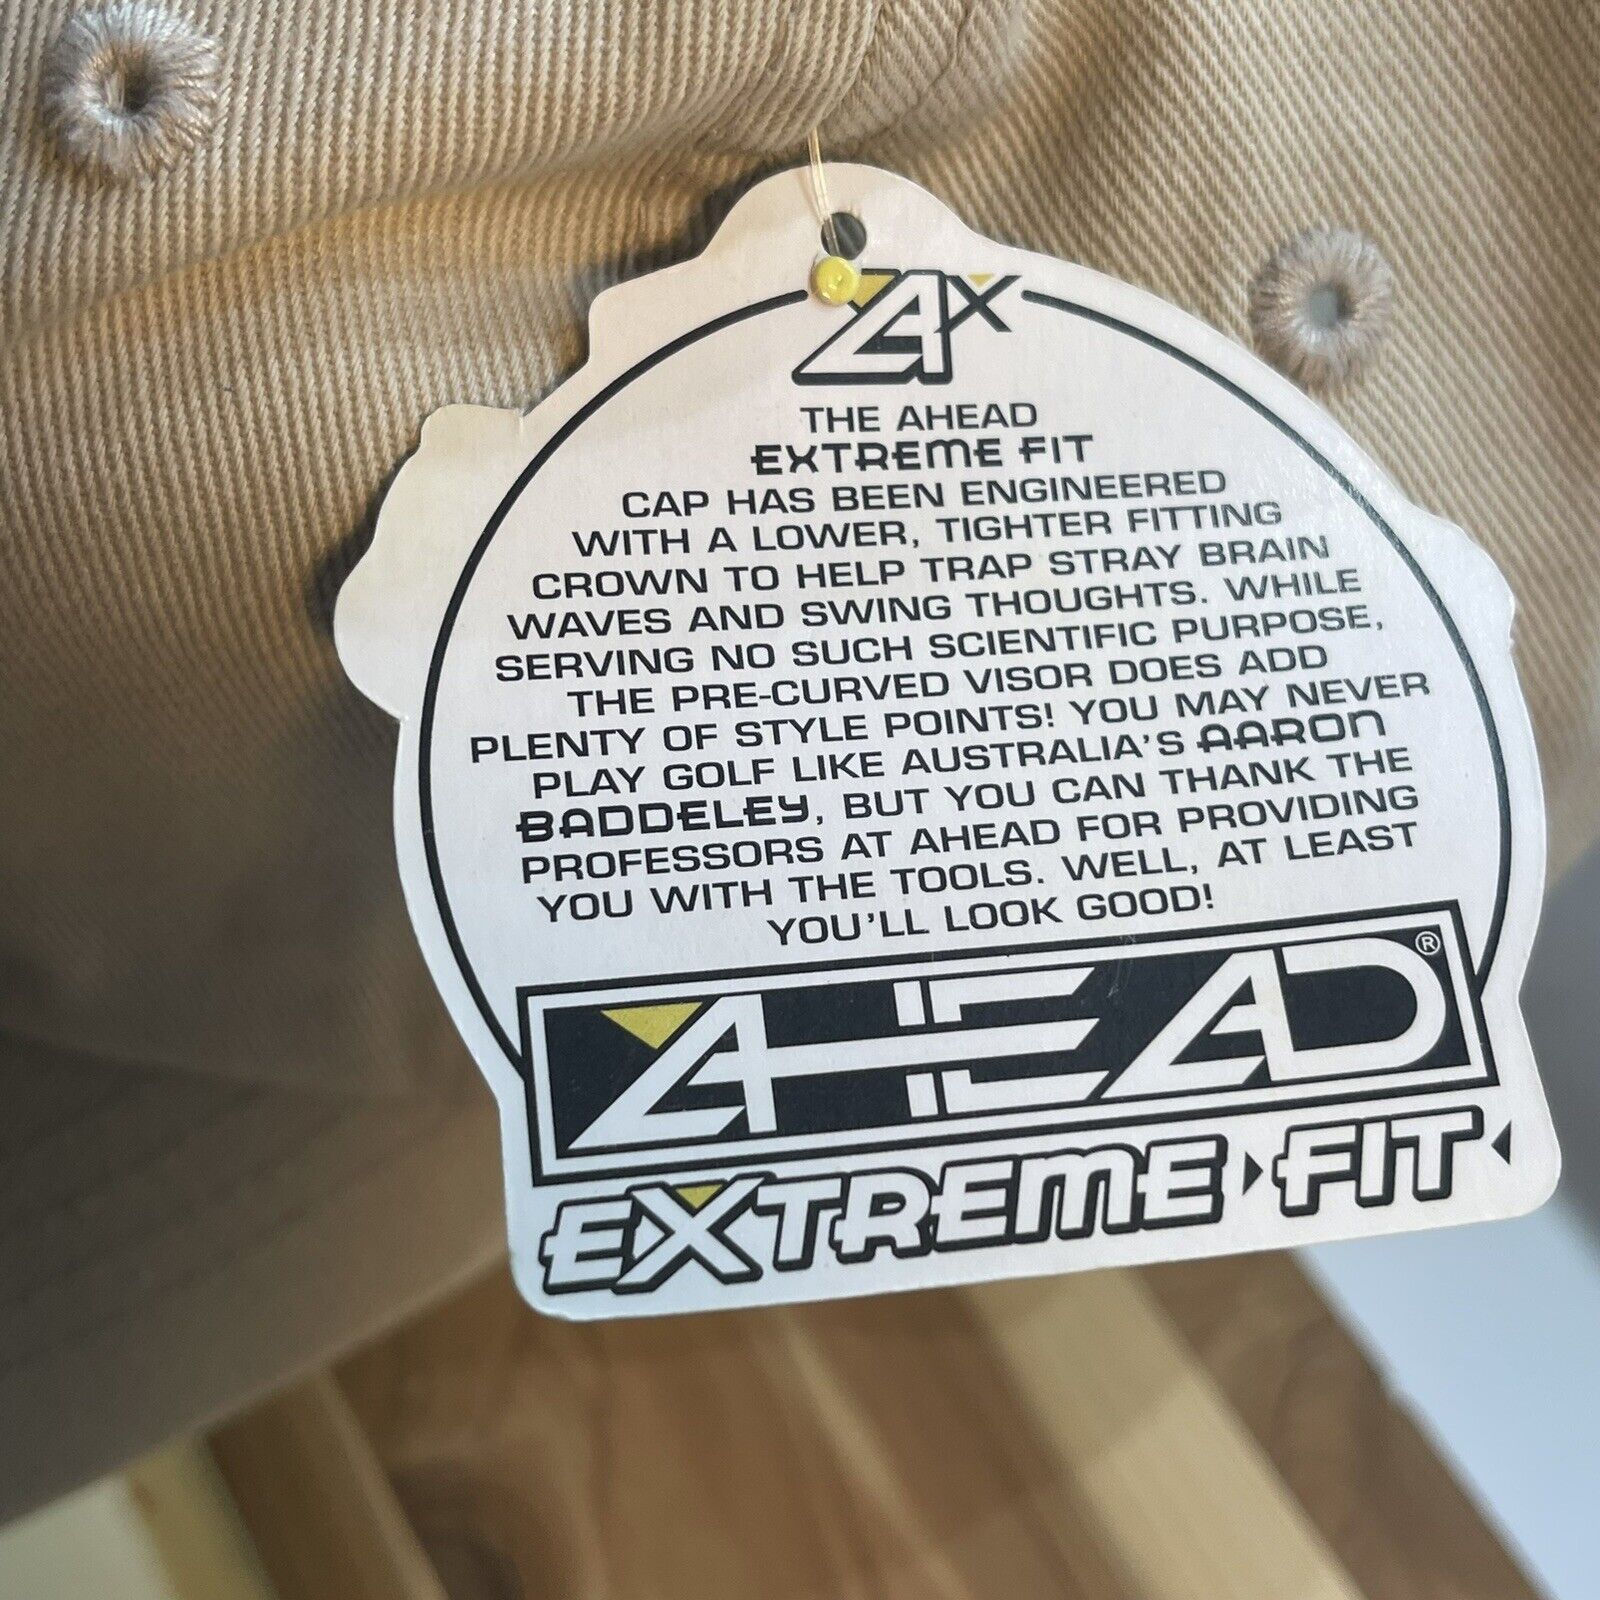 AX
THE AHEAD
EXTREME FIT
CAP HAS BEEN ENGINEERED
WITH A LOWER, TIGHTER FITTING
CROWN TO HELP TRAP STRAY BRAIN
WAVES AND SWING THOUGHTS. WHILE
SERVING NO SUCH SCIENTIFIC PURPOSE,
THE PRE-CURVED VISOR DOES ADD
PLENTY OF STYLE POINTS! YOU MAY NEVER
PLAY GOLF LIKE AUSTRALIA'S AARON
BADDELEY, BUT YOU CAN THANK THE
PROFESSORS AT AHEAD FOR PROVIDING
YOU WITH THE TOOLS. WELL, AT LEAST
YOU'LL LOOK GOOD!
AHEAD®
EXTREME FIT